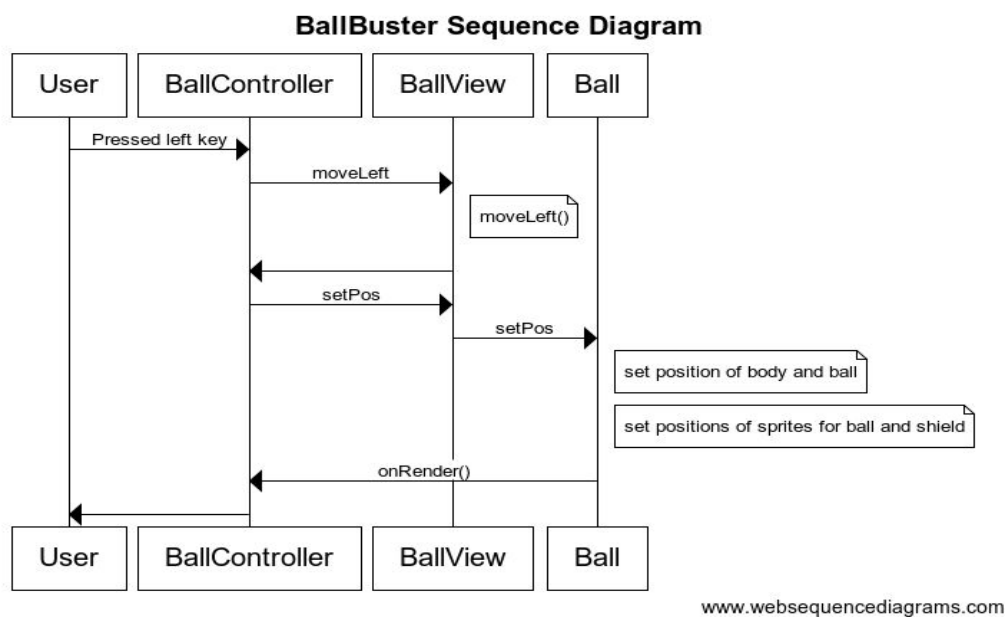 BallBuster Sequence Diagram
User BallController BallView Ball
Pressed left key
moveLeft
moveLeft()
setPos
setPos
set position of body and ball
set positions of sprites for ball and shield
onRender()
User BallController BallView Ball
www.websequencediagrams.com